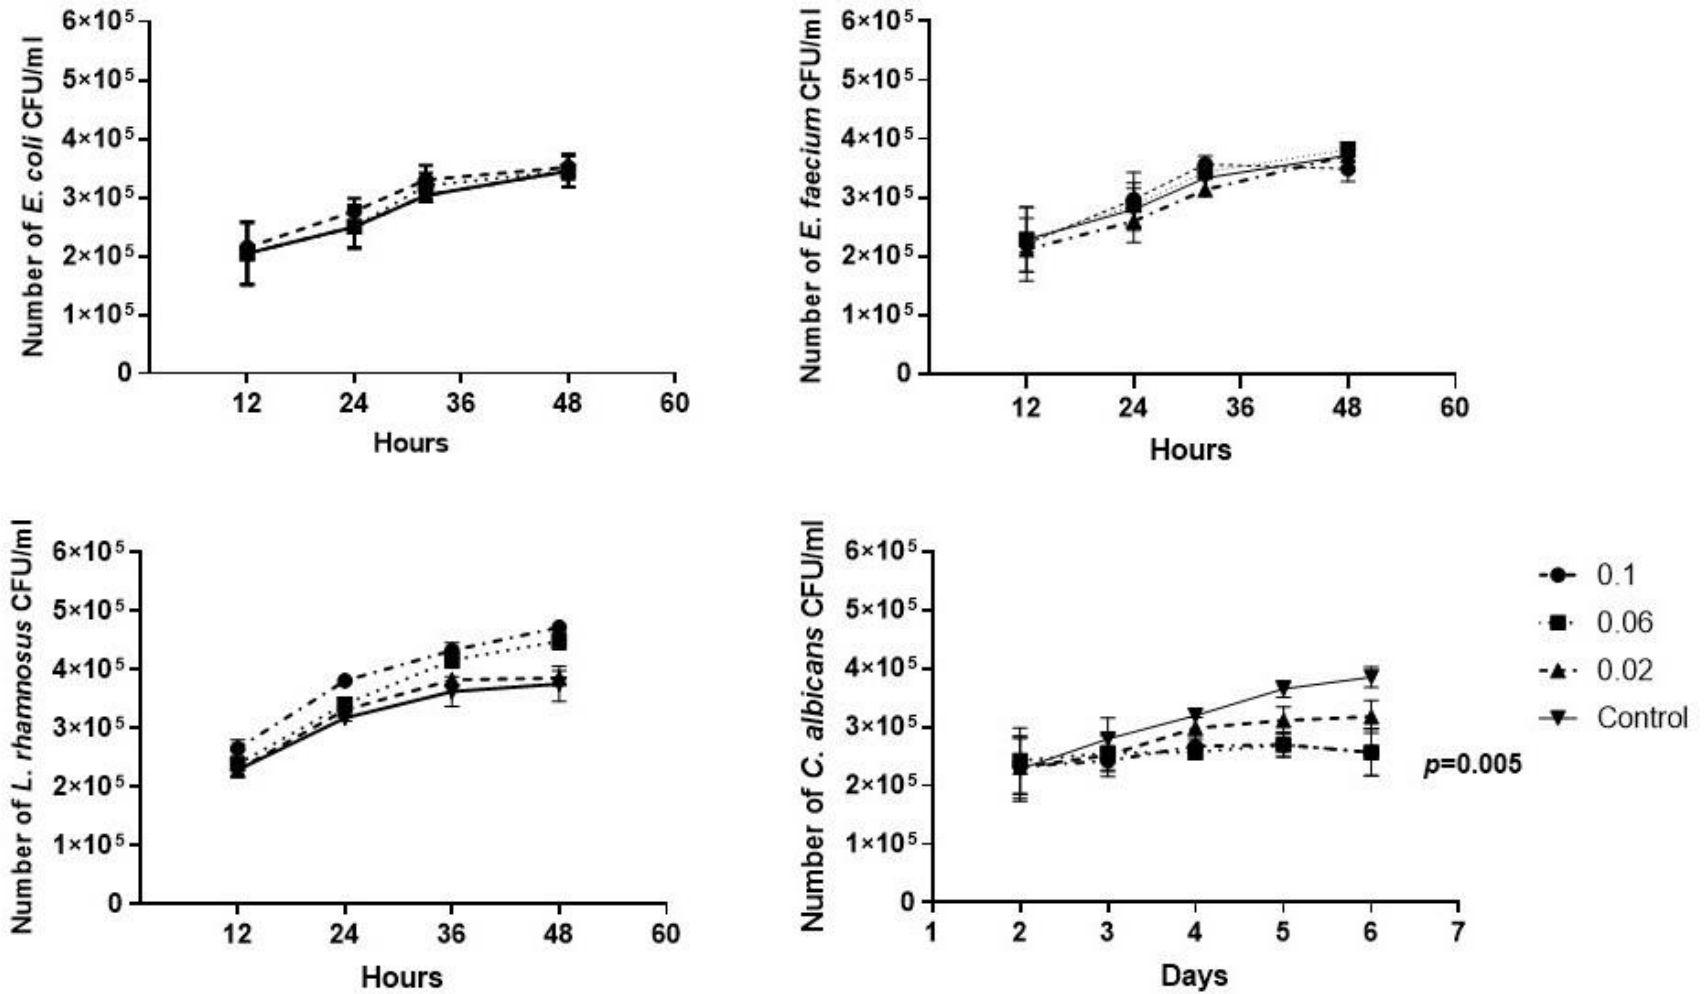 Number of E. coli CFU/ml
6×10⁵
5×10⁵
4×10⁵
3×10⁵
2×10⁵
1×10⁵
0
12 24 36 48 60
Hours
Number of E. faecium CFU/ml
6×10⁵
5×10⁵
4×10⁵
3×10⁵
2×10⁵
1×10⁵
0
12 24 36 48 60
Hours
Number of L. rhamnosus CFU/ml
6×10⁵
5×10⁵
4×10⁵
3×10⁵
2×10⁵
1×10⁵
0
12 24 36 48 60
Hours
Number of C. albicans CFU/ml
6×10⁵
5×10⁵
4×10⁵
3×10⁵
2×10⁵
1×10⁵
0
1 2 3 4 5 6 7
Days
0.1
0.06
0.02
Control
p=0.005